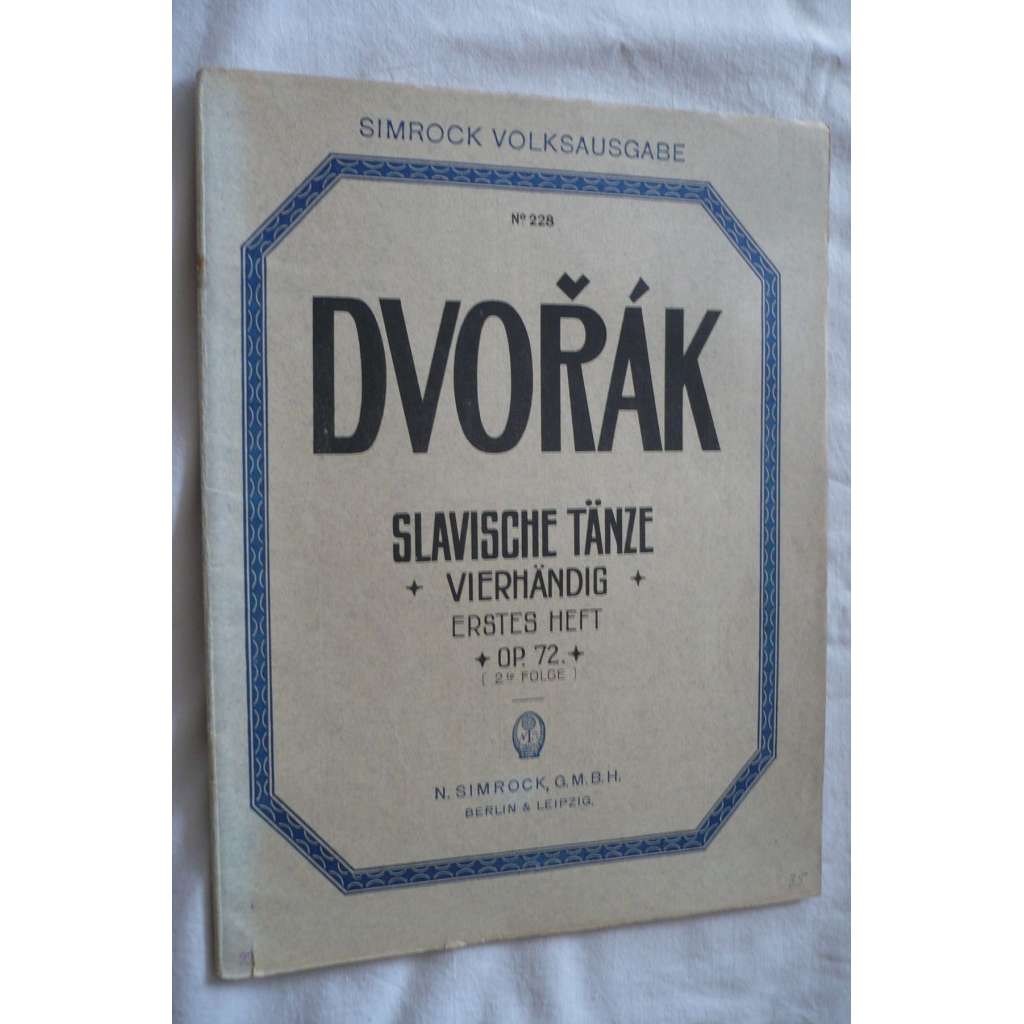 SIMROCK VOLKSAUSGABE
Nº 228
DVOŘÁK
SLAVISCHE TÄNZE
VIERHÄNDIG
ERSTES HEFT
OP. 72.
( 2te FOLGE )
N. SIMROCK, G.M.B.H.
BERLIN & LEIPZIG.